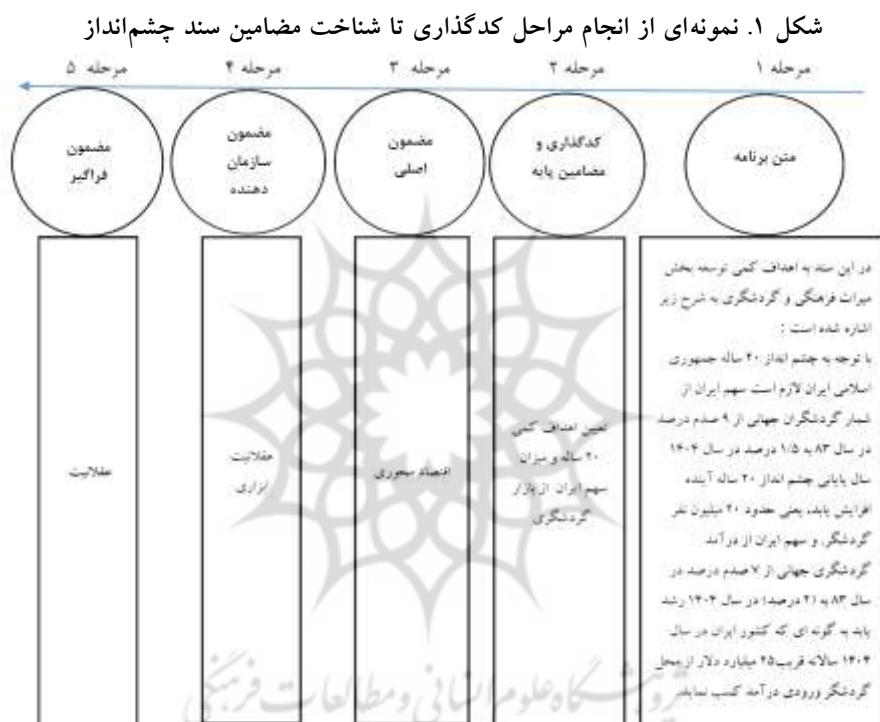 شکل ۱. نمونه‌ای از انجام مراحل کدگذاری تا شناخت مضامین سند چشم‌انداز
مرحله ۱
مرحله ۲
مرحله ۳
مرحله ۴
مرحله ۵
متن برنامه
کدگذاری و
مضامین پایه
مضمون
اصلی
مضمون
سازمان
دهنده
مضمون
فراگیر
در این سند به اهداف کمی توسعه بخش
میراث فرهنگی و گردشگری به شرح زیر
اشاره شده است :
با توجه به چشم انداز ۲۰ ساله جمهوری
اسلامی ایران لازم است سهم ایران از
شمار گردشگران جهانی از ۹ صدم درصد
در سال ۸۳ به ۱/۵ درصد در سال ۱۴۰۴
سال پایانی چشم انداز ۲۰ ساله آینده
افزایش یابد، یعنی حدود ۲۰ میلیون نفر
گردشگر، و سهم ایران از درآمد
گردشگری جهانی از ۷ صدم درصد در
سال ۸۳ به (۲ درصد) در سال ۱۴۰۴ رشد
یابد به گونه ای که کشور ایران در سال
۱۴۰۴ سالانه قریب ۲۵ میلیارد دلار از محل
گردشگر ورودی درآمد کسب نماید.
تعیین اهداف کمی
۲۰ ساله و میزان
سهم ایران از بازار
گردشگری
اقتصاد محوری
عقلانیت
ابزاری
عقلانیت
پژوهشگاه علوم انسانی و مطالعات فرهنگی